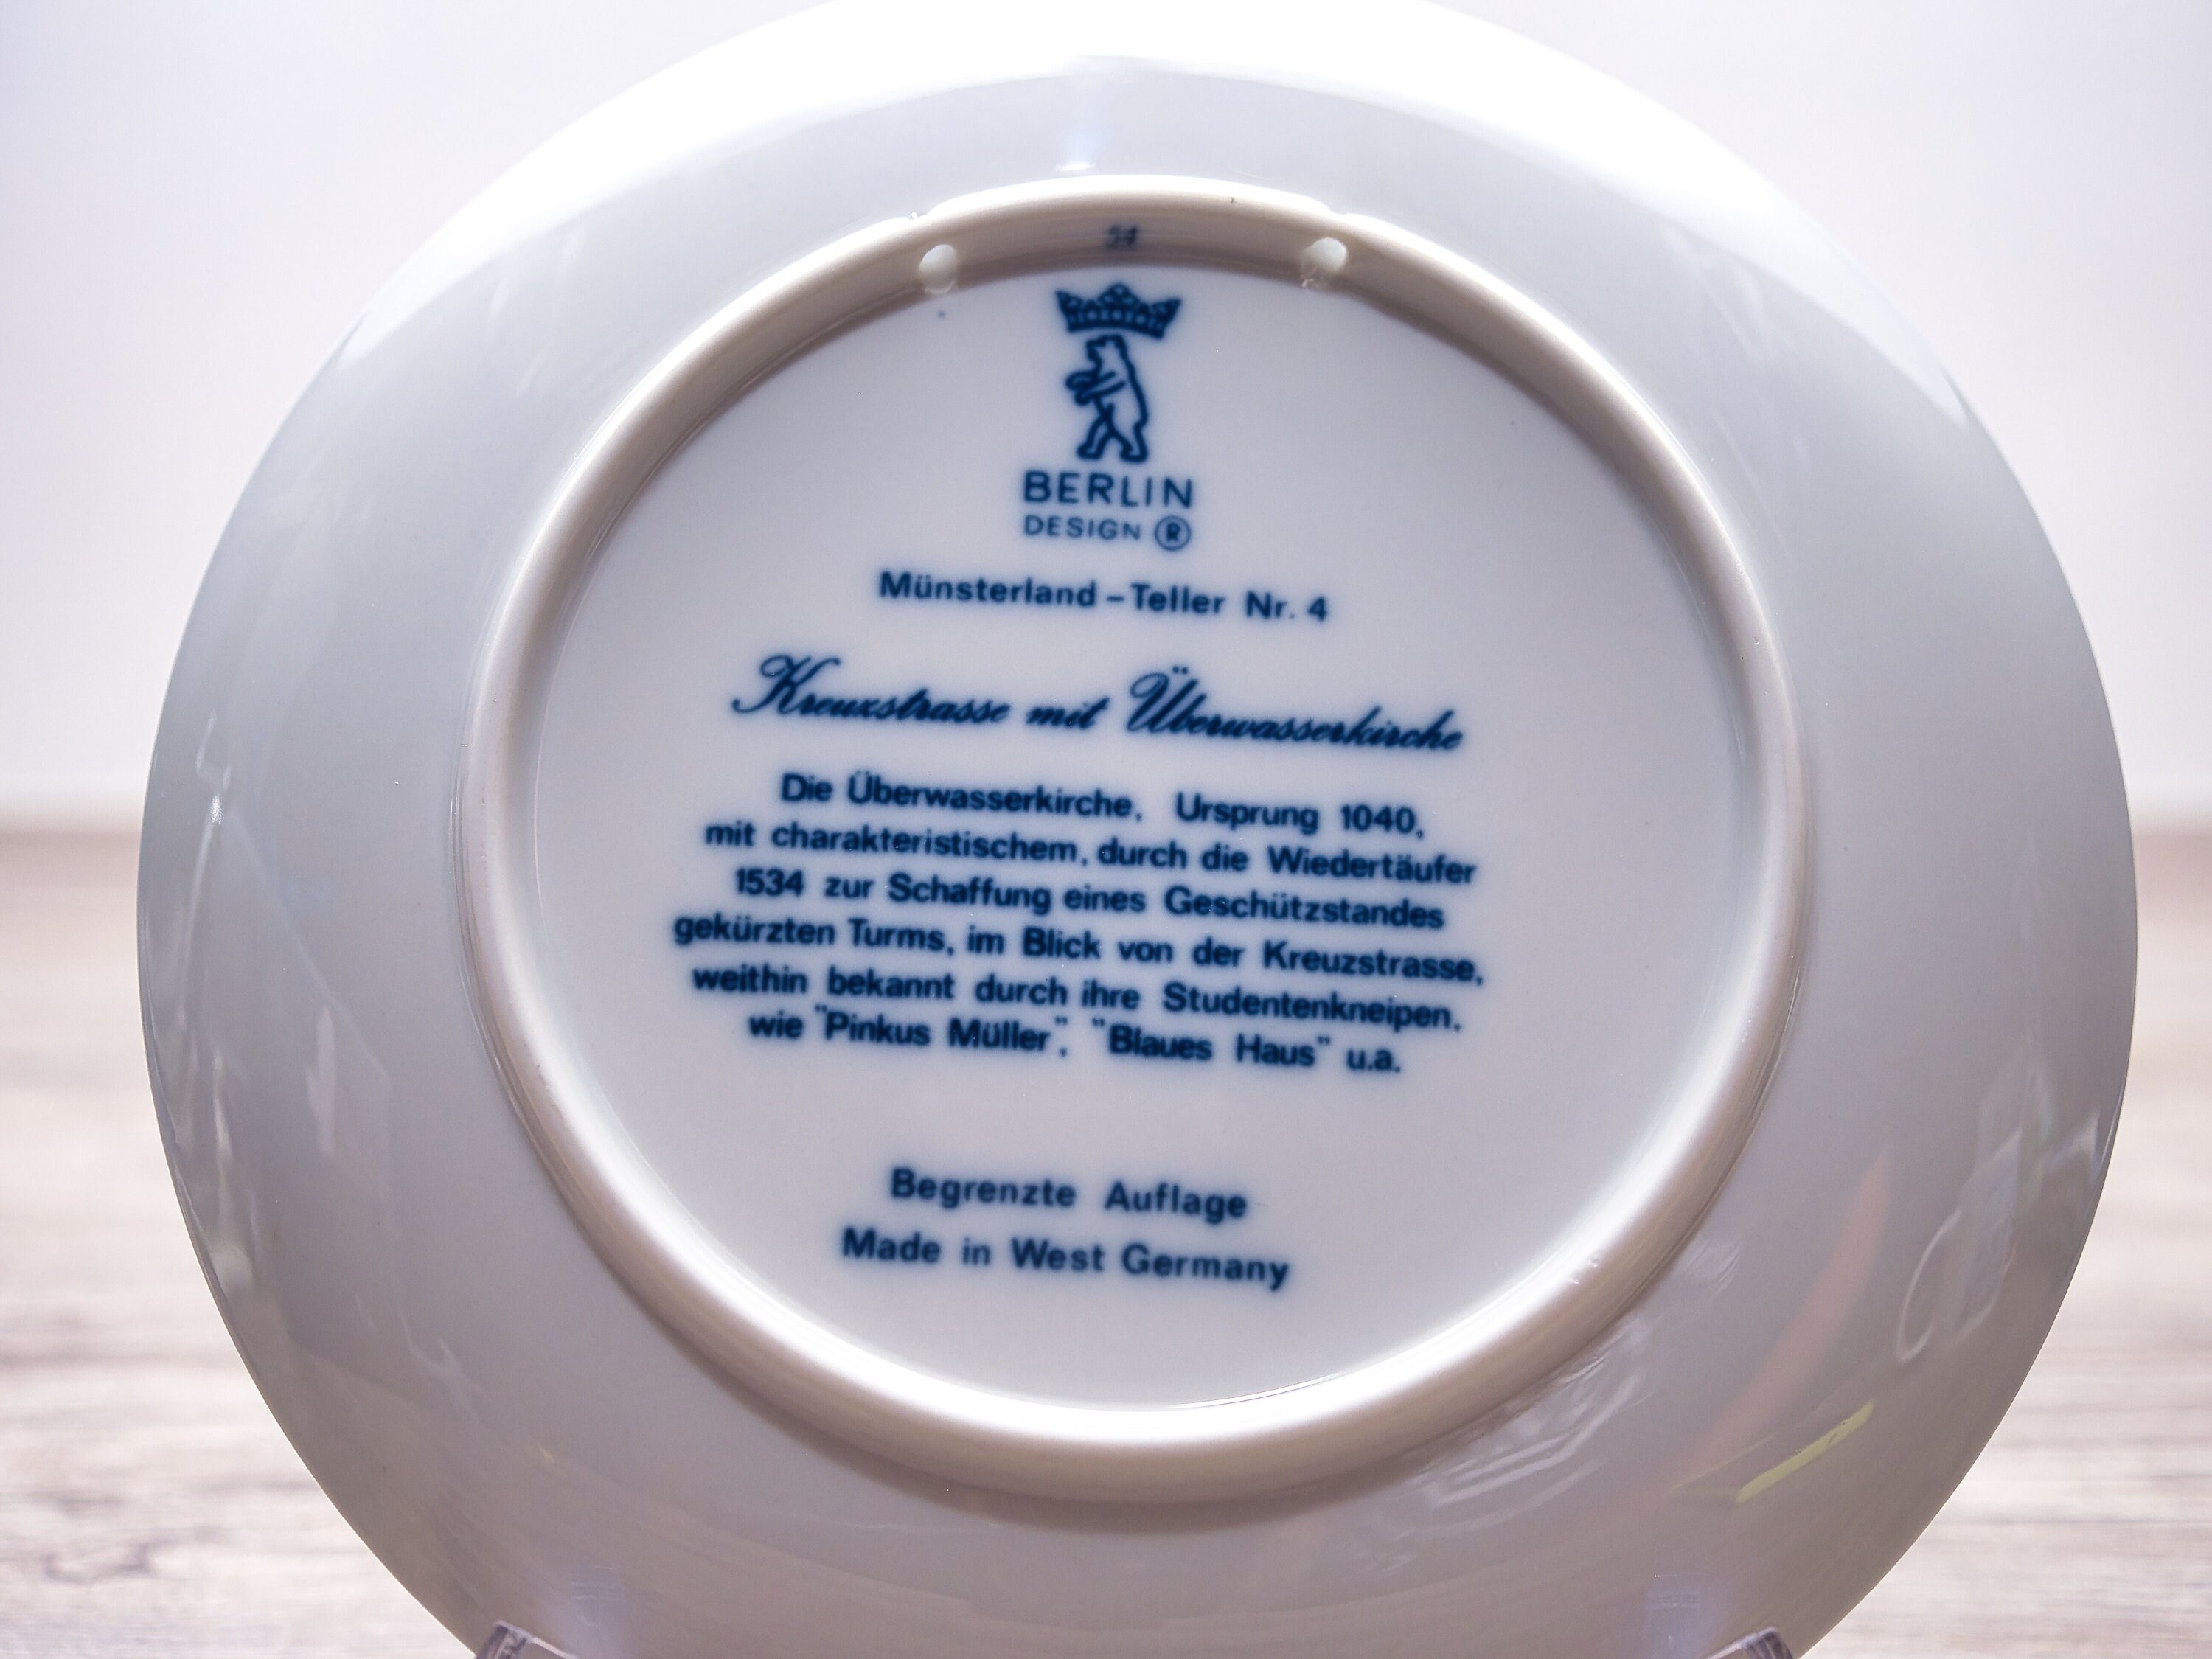 BERLIN
DESIGN ®
Münsterland – Teller Nr. 4
Kreuzstrasse mit Überwasserkirche
Die Überwasserkirche, Ursprung 1040,
mit charakteristischem, durch die Wiedertäufer
1534 zur Schaffung eines Geschützstandes
gekürzten Turms, im Blick von der Kreuzstrasse,
weithin bekannt durch ihre Studentenkneipen,
wie "Pinkus Müller", "Blaues Haus" u.a.
Begrenzte Auflage
Made in West Germany